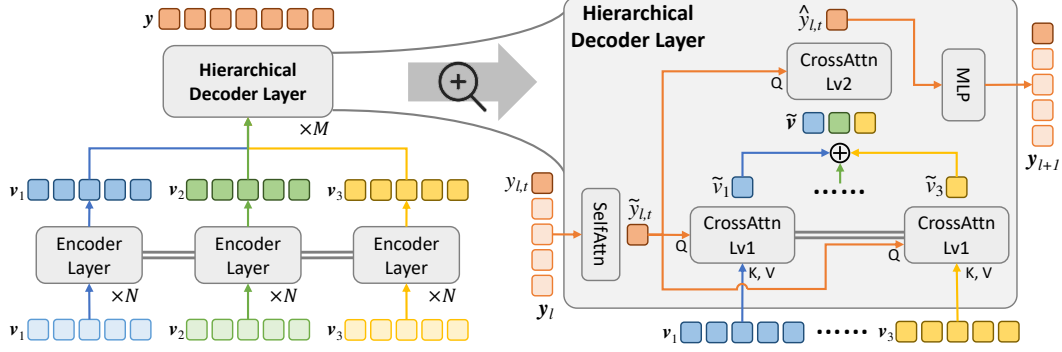 y
Hierarchical
Decoder Layer
×M
v₁
v₂
v₃
Encoder
Layer
×N
Encoder
Layer
×N
Encoder
Layer
×N
v₁
v₂
v₃
Hierarchical
Decoder Layer
ŷₗ,ₜ
CrossAttn
Lv2
Q
MLP
ṽ
yₗ,ₜ
SelfAttn
ỹₗ,ₜ
ṽ₁
ṽ₃
......
CrossAttn
Lv1
Q
K, V
CrossAttn
Lv1
Q
K, V
yₗ
yₗ₊₁
v₁
......
v₃